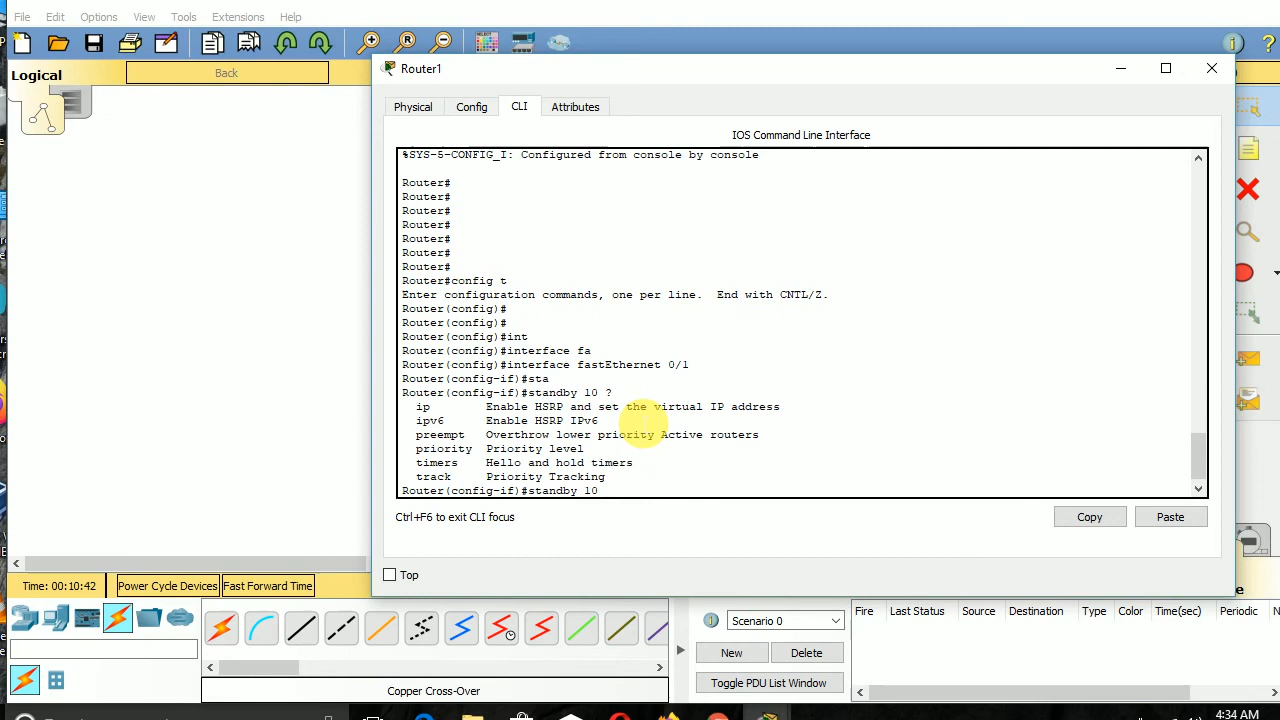 File Edit Options View Tools Extensions Help
Logical
Back
Router1
Physical
Config
CLI
Attributes
IOS Command Line Interface
%SYS-5-CONFIG_I: Configured from console by console
Router#
Router#
Router#
Router#
Router#
Router#
Router#
Router#config t
Enter configuration commands, one per line. End with CNTL/Z.
Router(config)#
Router(config)#
Router(config)#int
Router(config)#interface fa
Router(config)#interface fastEthernet 0/1
Router(config-if)#sta
Router(config-if)#standby 10 ?
ip Enable HSRP and set the virtual IP address
ipv6 Enable HSRP IPv6
preempt Overthrow lower priority Active routers
priority Priority level
timers Hello and hold timers
track Priority Tracking
Router(config-if)#standby 10
Ctrl+F6 to exit CLI focus
Copy
Paste
Top
Time: 00:10:42
Power Cycle Devices
Fast Forward Time
Scenario 0
New
Delete
Toggle PDU List Window
Fire Last Status Source Destination Type Color Time(sec) Periodic
Copper Cross-Over
4:34 AM